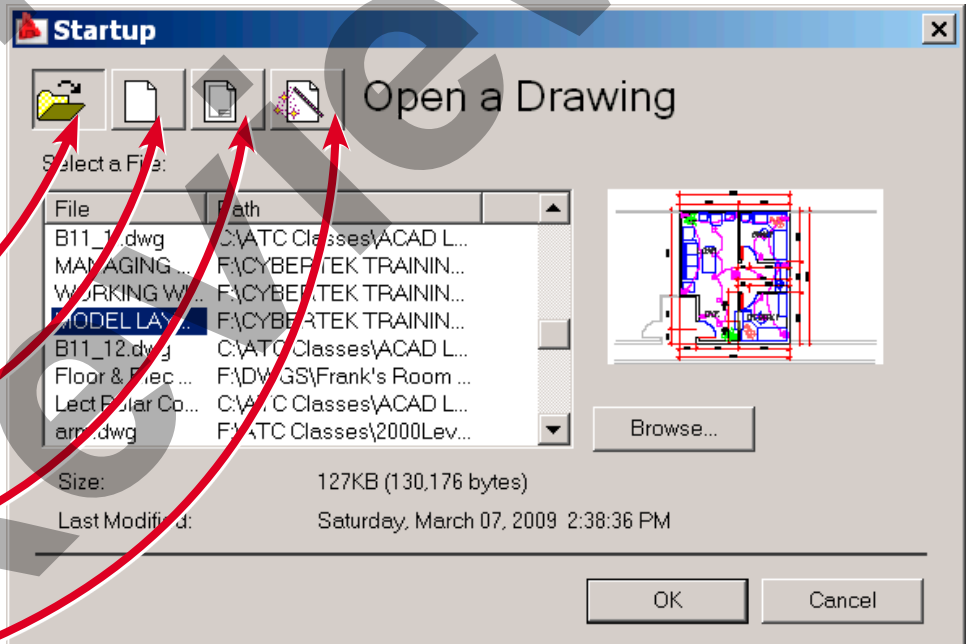 Startup
Open a Drawing
Select a File:
File Path
B11_11.dwg C:\ATC Classes\ACAD L...
MANAGING ... F:\CYBERTEK TRAININ...
WORKING WI... F:\CYBERTEK TRAININ...
MODEL LAY... F:\CYBERTEK TRAININ...
B11_12.dwg C:\ATC Classes\ACAD L...
Floor & Elec ... F:\DWGS\Frank's Room ...
Lect Polar Co... C:\ATC Classes\ACAD L...
arm.dwg F:\ATC Classes\2000Lev...
Browse...
Size: 127KB (130,176 bytes)
Last Modified: Saturday, March 07, 2009 2:38:36 PM
OK Cancel